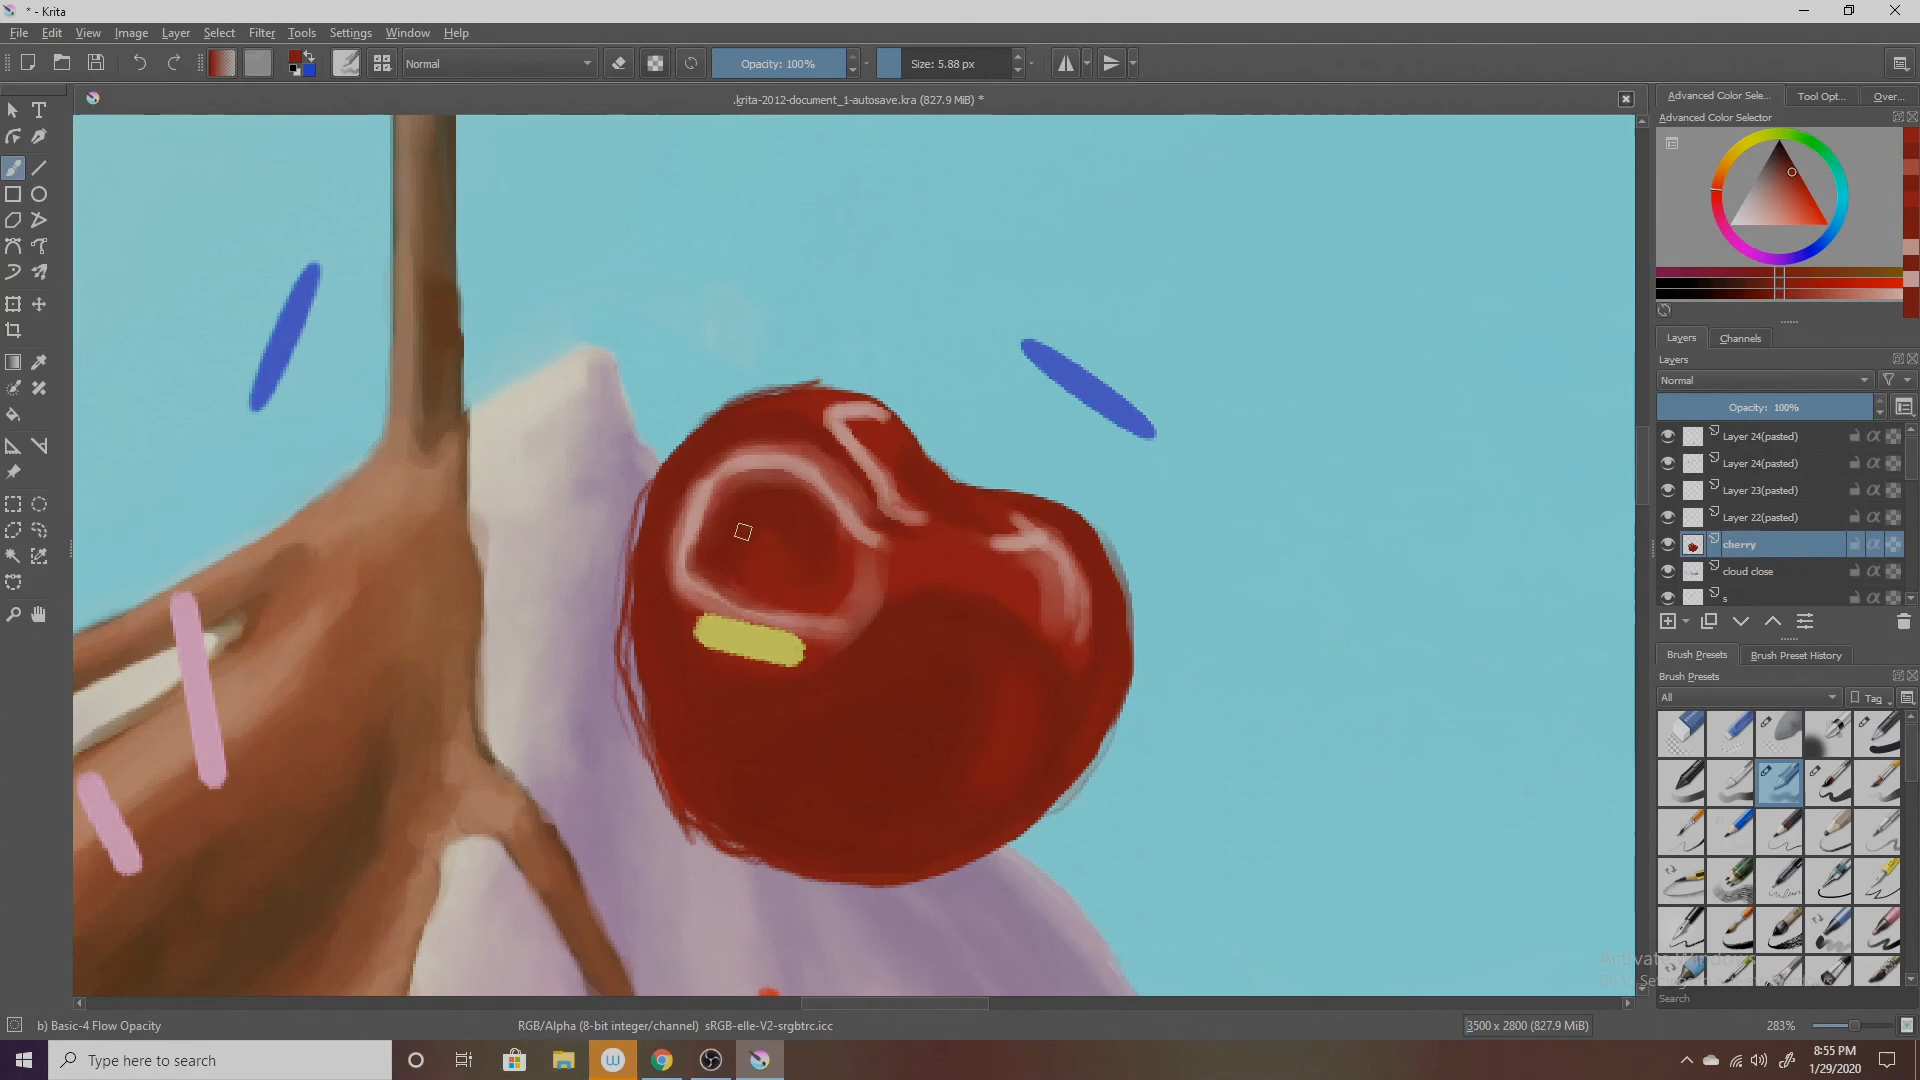 * - Krita
File Edit View Image Layer Select Filter Tools Settings Window Help
Normal Opacity: 100% Size: 5.88 px
.krita-2012-document_1-autosave.kra (827.9 MiB) *
Advanced Color Sele... Tool Opt... Over...
Advanced Color Selector
Layers Channels
Layers
Normal
Opacity: 100%
Layer 24(pasted)
Layer 24(pasted)
Layer 23(pasted)
Layer 22(pasted)
cherry
cloud close
s
Brush Presets Brush Preset History
Brush Presets
All Tag
Activate Windows
Search
b) Basic-4 Flow Opacity RGB/Alpha (8-bit integer/channel) sRGB-elle-V2-srgbtrc.icc 3500 x 2800 (827.9 MiB) 283%
Type here to search
8:55 PM
1/29/2020